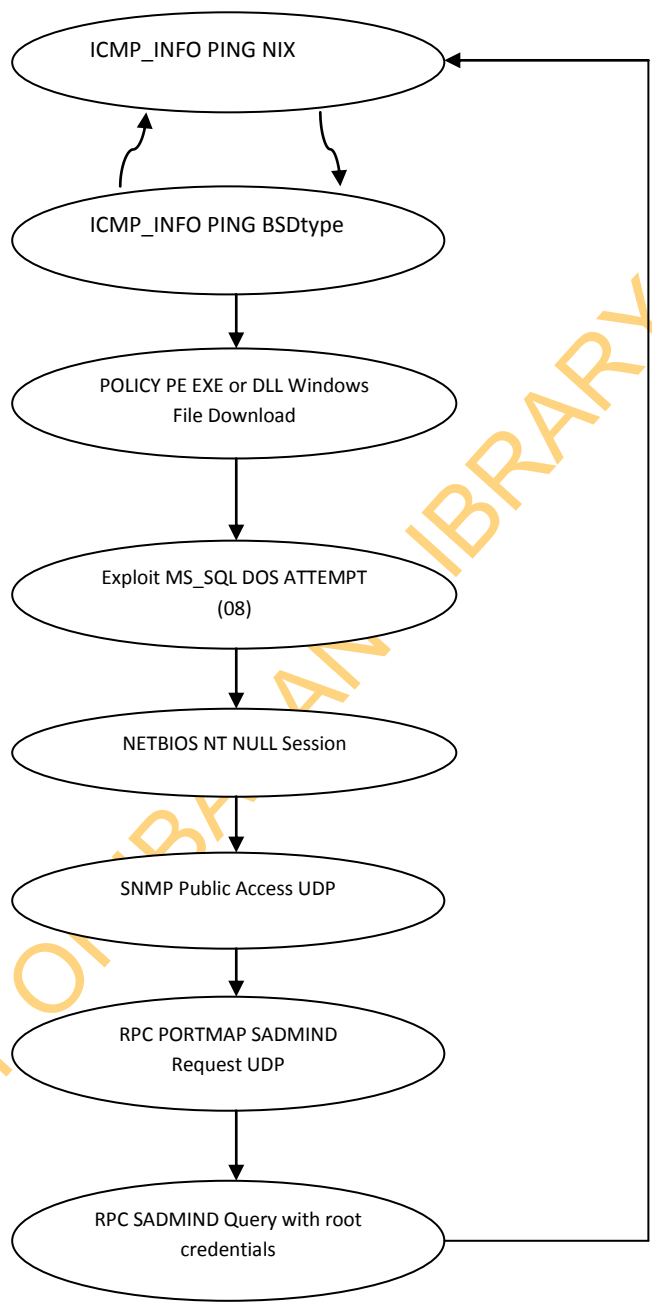 ICMP_INFO PING NIX
ICMP_INFO PING BSDtype
POLICY PE EXE or DLL Windows
File Download
Exploit MS_SQL DOS ATTEMPT
(08)
NETBIOS NT NULL Session
SNMP Public Access UDP
RPC PORTMAP SADMIND
Request UDP
RPC SADMIND Query with root
credentials